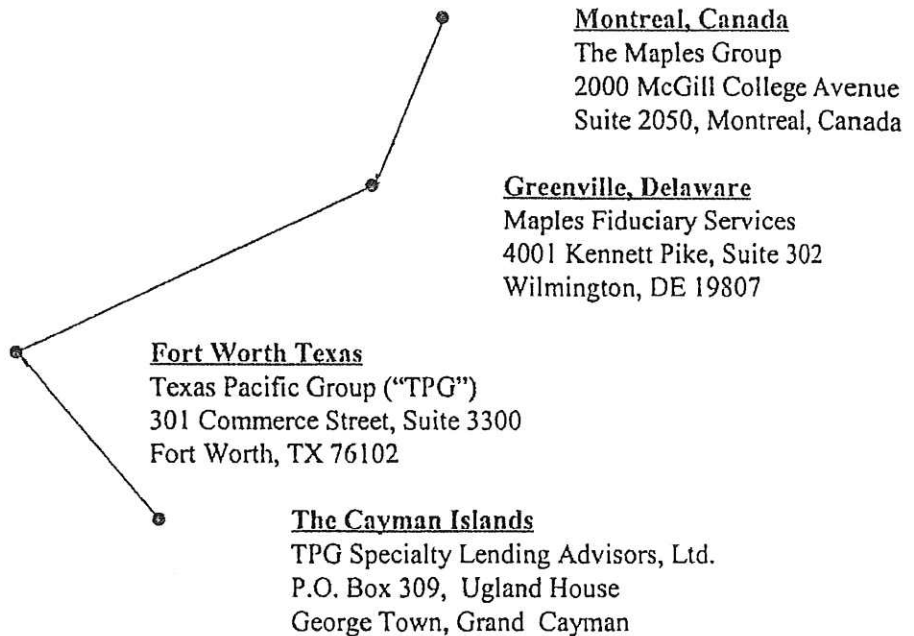 Montreal, Canada
The Maples Group
2000 McGill College Avenue
Suite 2050, Montreal, Canada
Greenville, Delaware
Maples Fiduciary Services
4001 Kennett Pike, Suite 302
Wilmington, DE 19807
Fort Worth Texas
Texas Pacific Group ("TPG")
301 Commerce Street, Suite 3300
Fort Worth, TX 76102
The Cayman Islands
TPG Specialty Lending Advisors, Ltd.
P.O. Box 309, Ugland House
George Town, Grand Cayman